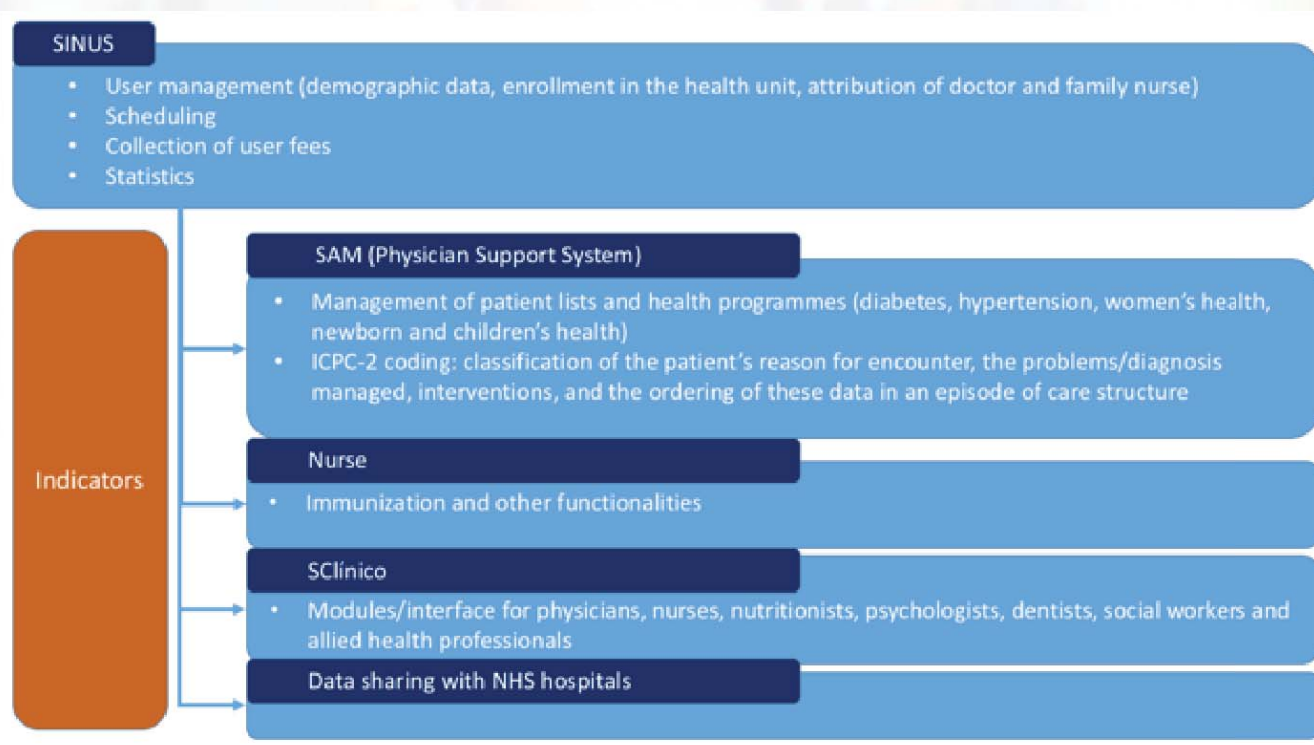 SINUS
• User management (demographic data, enrollment in the health unit, attribution of doctor and family nurse)
• Scheduling
• Collection of user fees
• Statistics
Indicators
SAM (Physician Support System)
• Management of patient lists and health programmes (diabetes, hypertension, women's health,
newborn and children's health)
• ICPC-2 coding: classification of the patient's reason for encounter, the problems/diagnosis
managed, interventions, and the ordering of these data in an episode of care structure
Nurse
• Immunization and other functionalities
SClínico
• Modules/interface for physicians, nurses, nutritionists, psychologists, dentists, social workers and
allied health professionals
Data sharing with NHS hospitals